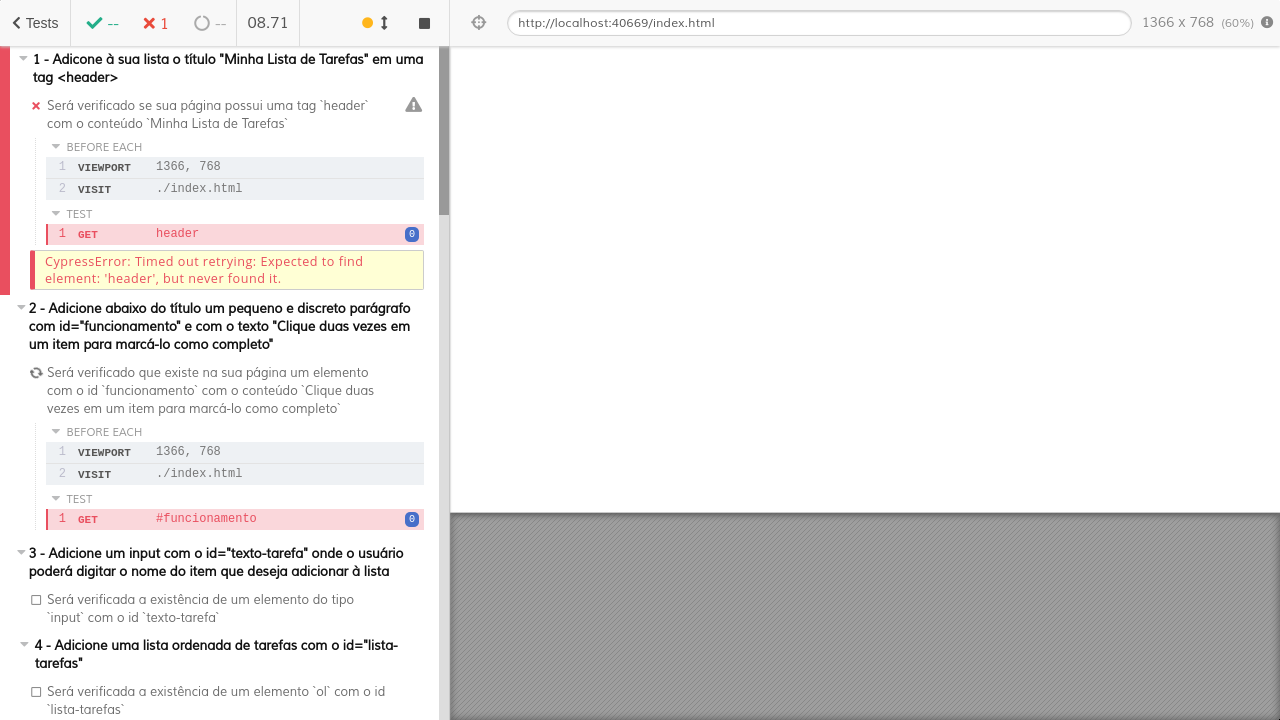 Tests
--
1
--
08.71
http://localhost:40669/index.html
1366 x 768 (60%)
1 - Adicone à sua lista o título "Minha Lista de Tarefas" em uma
tag <header>
Será verificado se sua página possui uma tag `header`
com o conteúdo `Minha Lista de Tarefas`
BEFORE EACH
1 VIEWPORT 1366, 768
2 VISIT ./index.html
TEST
1 GET header 0
CypressError: Timed out retrying: Expected to find
element: 'header', but never found it.
2 - Adicione abaixo do título um pequeno e discreto parágrafo
com id="funcionamento" e com o texto "Clique duas vezes em
um item para marcá-lo como completo"
Será verificado que existe na sua página um elemento
com o id `funcionamento` com o conteúdo `Clique duas
vezes em um item para marcá-lo como completo`
BEFORE EACH
1 VIEWPORT 1366, 768
2 VISIT ./index.html
TEST
1 GET #funcionamento 0
3 - Adicione um input com o id="texto-tarefa" onde o usuário
poderá digitar o nome do item que deseja adicionar à lista
Será verificada a existência de um elemento do tipo
`input` com o id `texto-tarefa`
4 - Adicione uma lista ordenada de tarefas com o id="lista-
tarefas"
Será verificada a existência de um elemento `ol` com o id
`lista-tarefas`